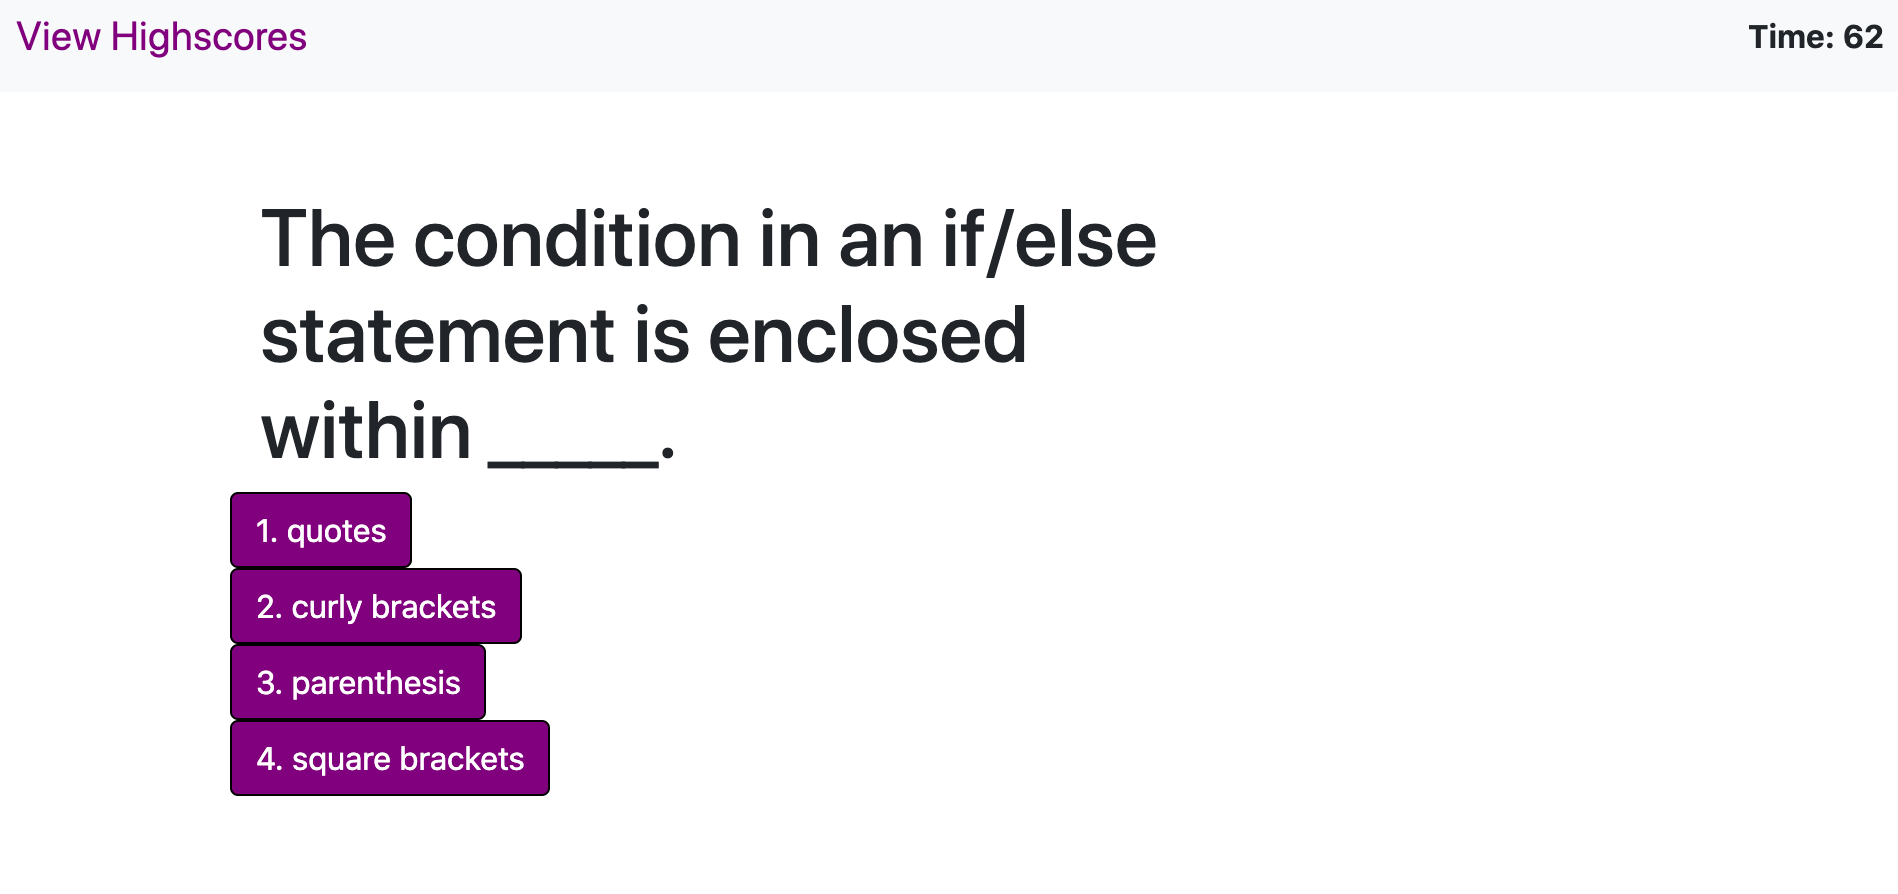 View Highscores
Time: 62
The condition in an if/else
statement is enclosed
within _____.
1. quotes
2. curly brackets
3. parenthesis
4. square brackets